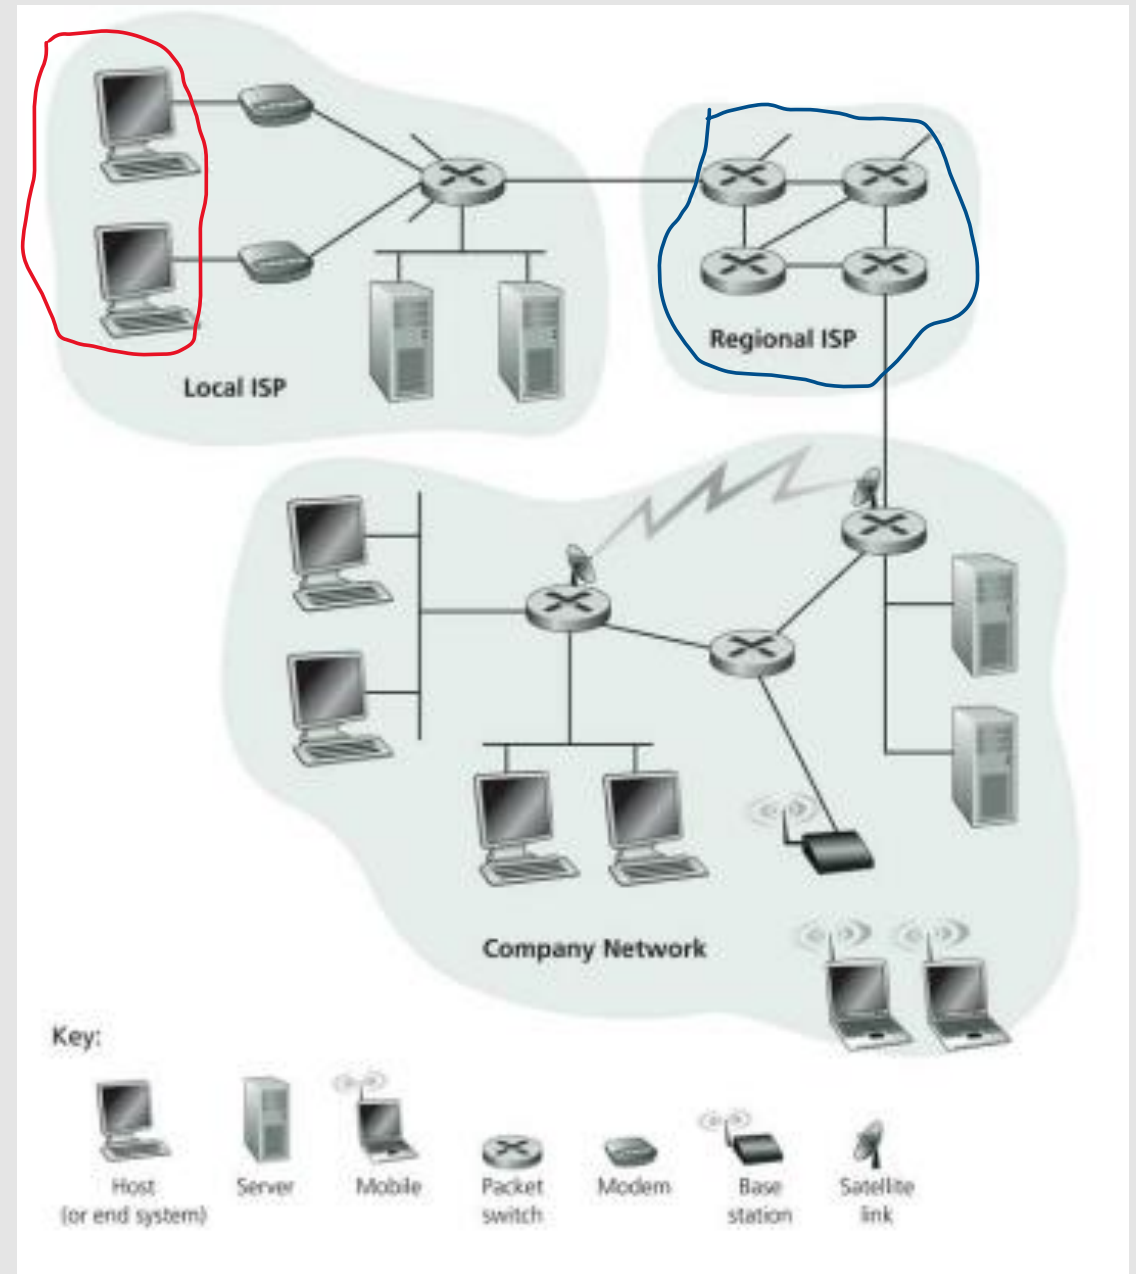 Regional ISP
Local ISP
Company Network
Key:
Host
(or end system)
Server
Mobile
Packet
switch
Modem
Base
station
Satellite
link